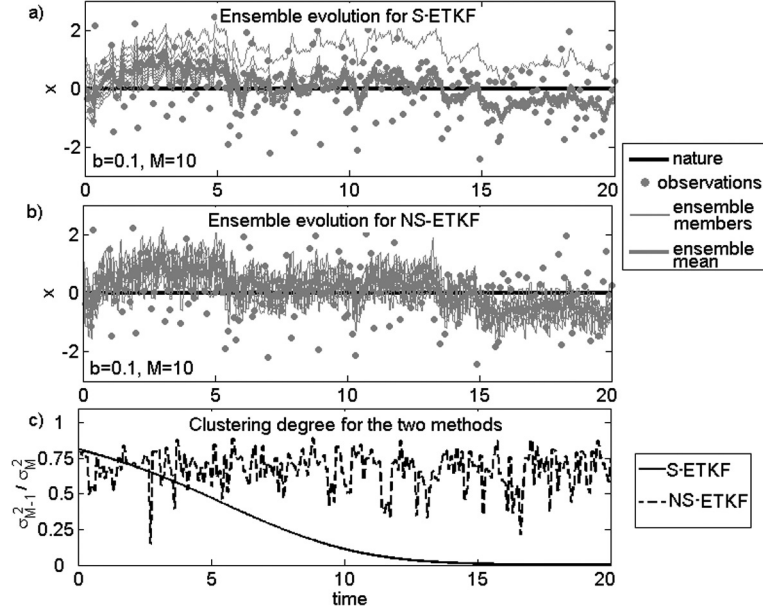 a)
Ensemble evolution for S-ETKF
2
0
-2
x
b=0.1, M=10
0 5 10 15 20
b)
Ensemble evolution for NS-ETKF
2
0
-2
x
b=0.1, M=10
0 5 10 15 20
nature
observations
ensemble
members
ensemble
mean
c)
Clustering degree for the two methods
1
0.75
0.5
0.25
0
σ²M-1 / σ²M
0 5 10 15 20
time
S-ETKF
NS-ETKF